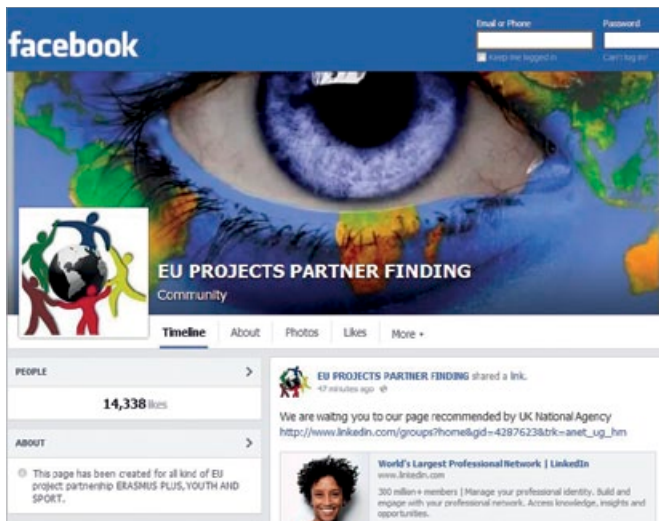 facebook
Email or Phone
Password
Keep me logged in
Can't log in?
EU PROJECTS PARTNER FINDING
Community
Timeline About Photos Likes More
PEOPLE
14,338 likes
ABOUT
This page has been created for all kind of EU
project partnership ERASMUS PLUS, YOUTH AND
SPORT.
EU PROJECTS PARTNER FINDING shared a link.
47 minutes ago
We are waitng you to our page recommended by UK National Agency
http://www.linkedin.com/groups?home&gid=4287623&trk=anet_ug_hm
World's Largest Professional Network | LinkedIn
www.linkedin.com
300 million+ members | Manage your professional identity. Build and
engage with your professional network. Access knowledge, insights and
opportunities.